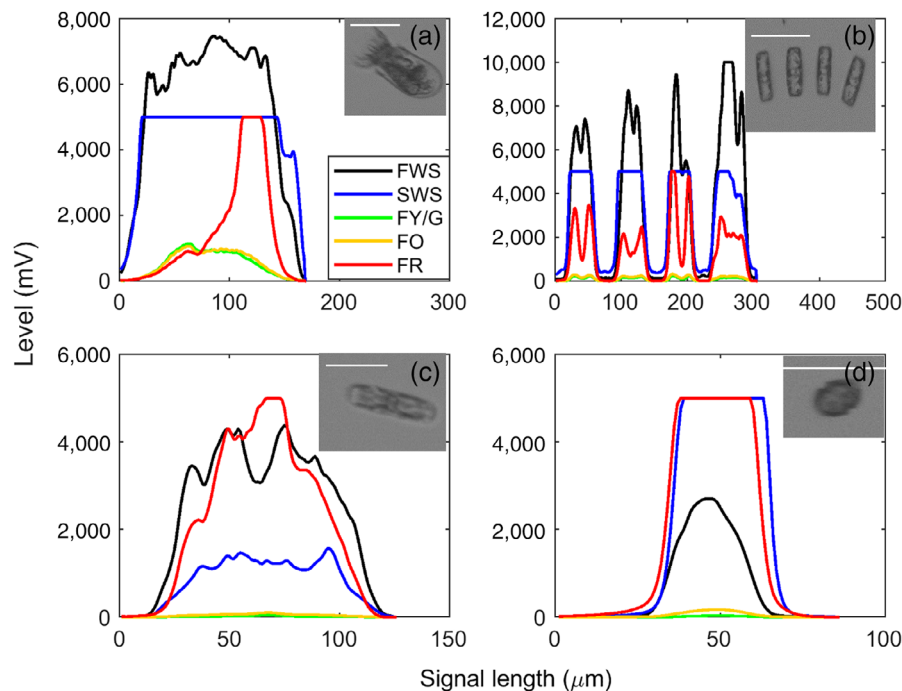 Level (mV)
8,000
6,000
4,000
2,000
0
0 100 200 300
(a)
FWS
SWS
FY/G
FO
FR
12,000
10,000
8,000
6,000
4,000
2,000
0
0 100 200 300 400 500
(b)
6,000
4,000
2,000
0
0 50 100 150
(c)
6,000
4,000
2,000
0
0 50 100
(d)
Signal length (μm)